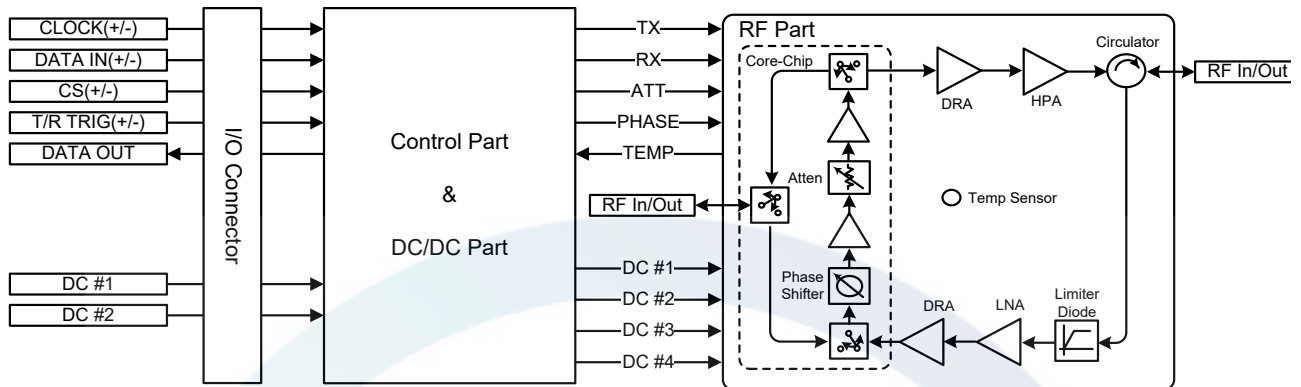 CLOCK(+/-)
DATA IN(+/-)
CS(+/-)
T/R TRIG(+/-)
DATA OUT
DC #1
DC #2
I/O Connector
Control Part
&
DC/DC Part
TX
RX
ATT
PHASE
TEMP
RF In/Out
DC #1
DC #2
DC #3
DC #4
RF Part
Core-Chip
Atten
Phase
Shifter
DRA
HPA
Circulator
RF In/Out
Temp Sensor
DRA
LNA
Limiter
Diode